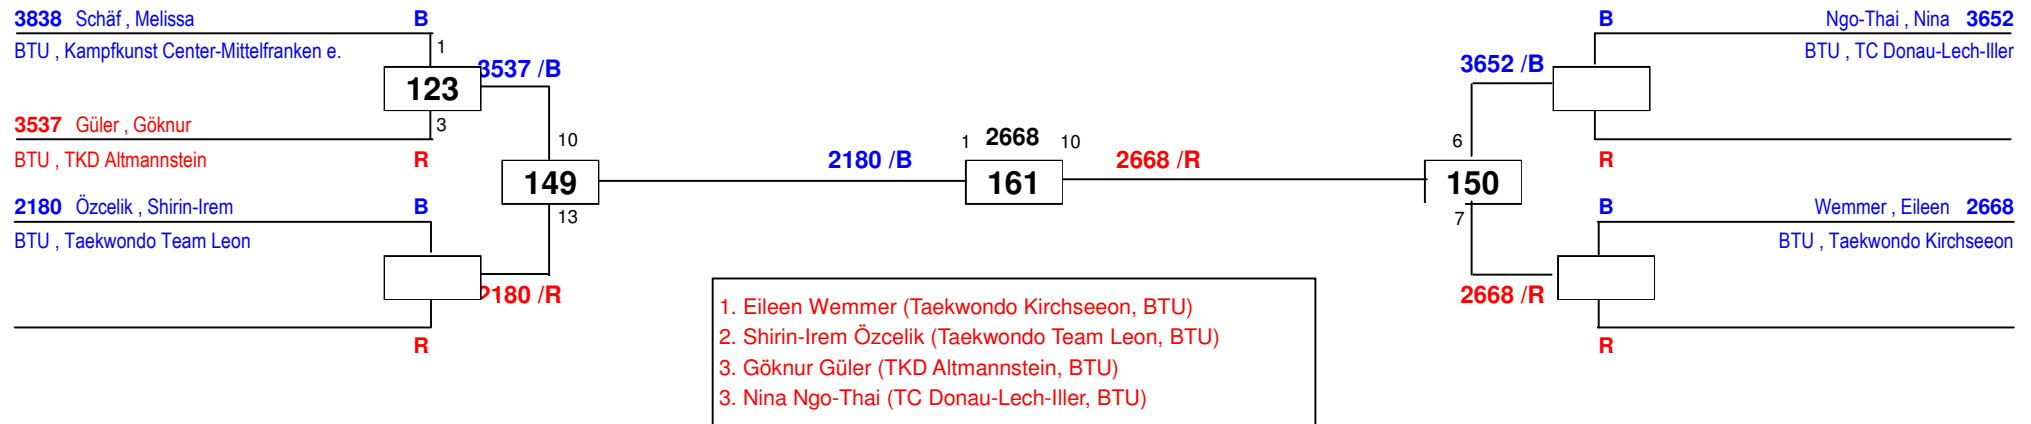 3838 Schäf , Melissa B
BTU , Kampfkunst Center-Mittelfranken e.
1
3537 /B
123
3537 Güler , Göknur
3
BTU , TKD Altmannstein R
10
149
13
2180 Özcelik , Shirin-Irem B
BTU , Taekwondo Team Leon
2180 /R
R
2180 /B
1 2668 10
161
2668 /R
B Ngo-Thai , Nina 3652
BTU , TC Donau-Lech-Iller
3652 /B
6
R
150
7
B Wemmer , Eileen 2668
BTU , Taekwondo Kirchseeon
2668 /R
R
1. Eileen Wemmer (Taekwondo Kirchseeon, BTU)
2. Shirin-Irem Özcelik (Taekwondo Team Leon, BTU)
3. Göknur Güler (TKD Altmannstein, BTU)
3. Nina Ngo-Thai (TC Donau-Lech-Iller, BTU)